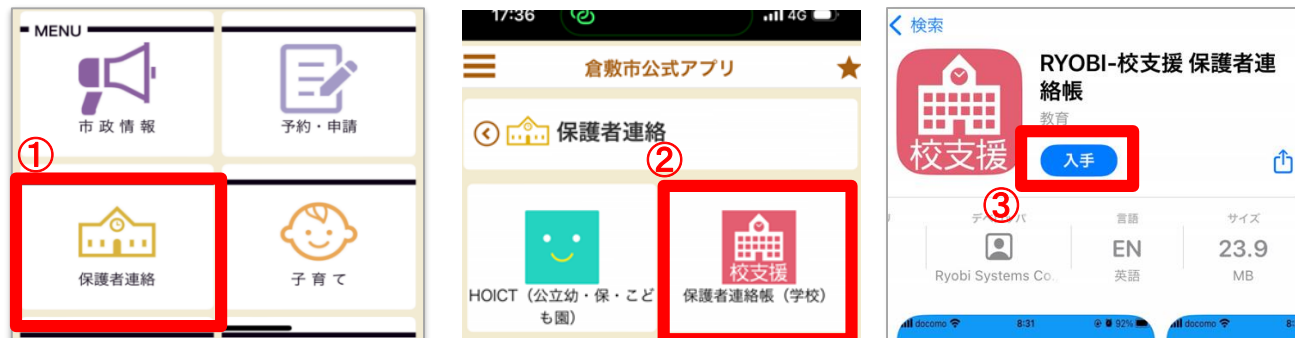 MENU
市政情報
予約・申請
①
保護者連絡
子育て
17:36
4G
倉敷市公式アプリ
保護者連絡
②
HOICT（公立幼・保・こど
も園）
校支援
保護者連絡帳（学校）
検索
校支援
RYOBI-校支援 保護者連
絡帳
教育
入手
③
言語
サイズ
EN
23.9
Ryobi Systems Co.
英語
MB
docomo
8:31
92%
docomo